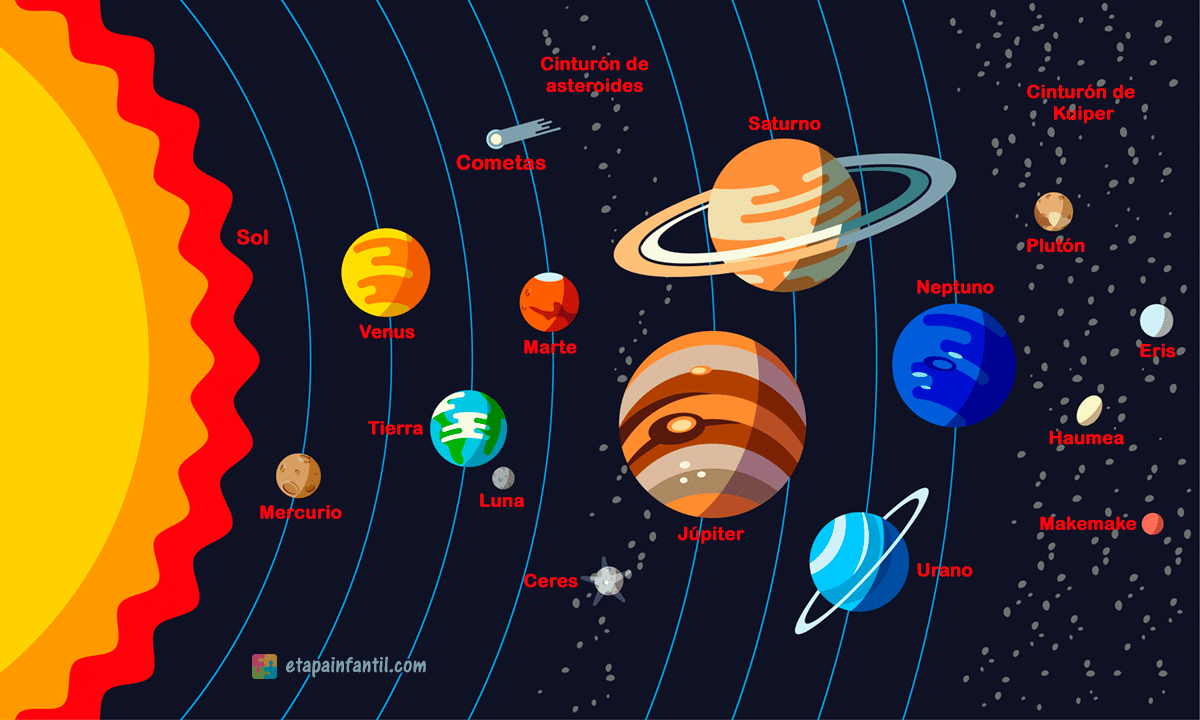 Cinturón de
asteroides
Cinturón de
Kuiper
Saturno
Cometas
Sol
Plutón
Neptuno
Venus
Marte
Eris
Tierra
Haumea
Luna
Mercurio
Makemake
Júpiter
Urano
Ceres
etapainfantil.com